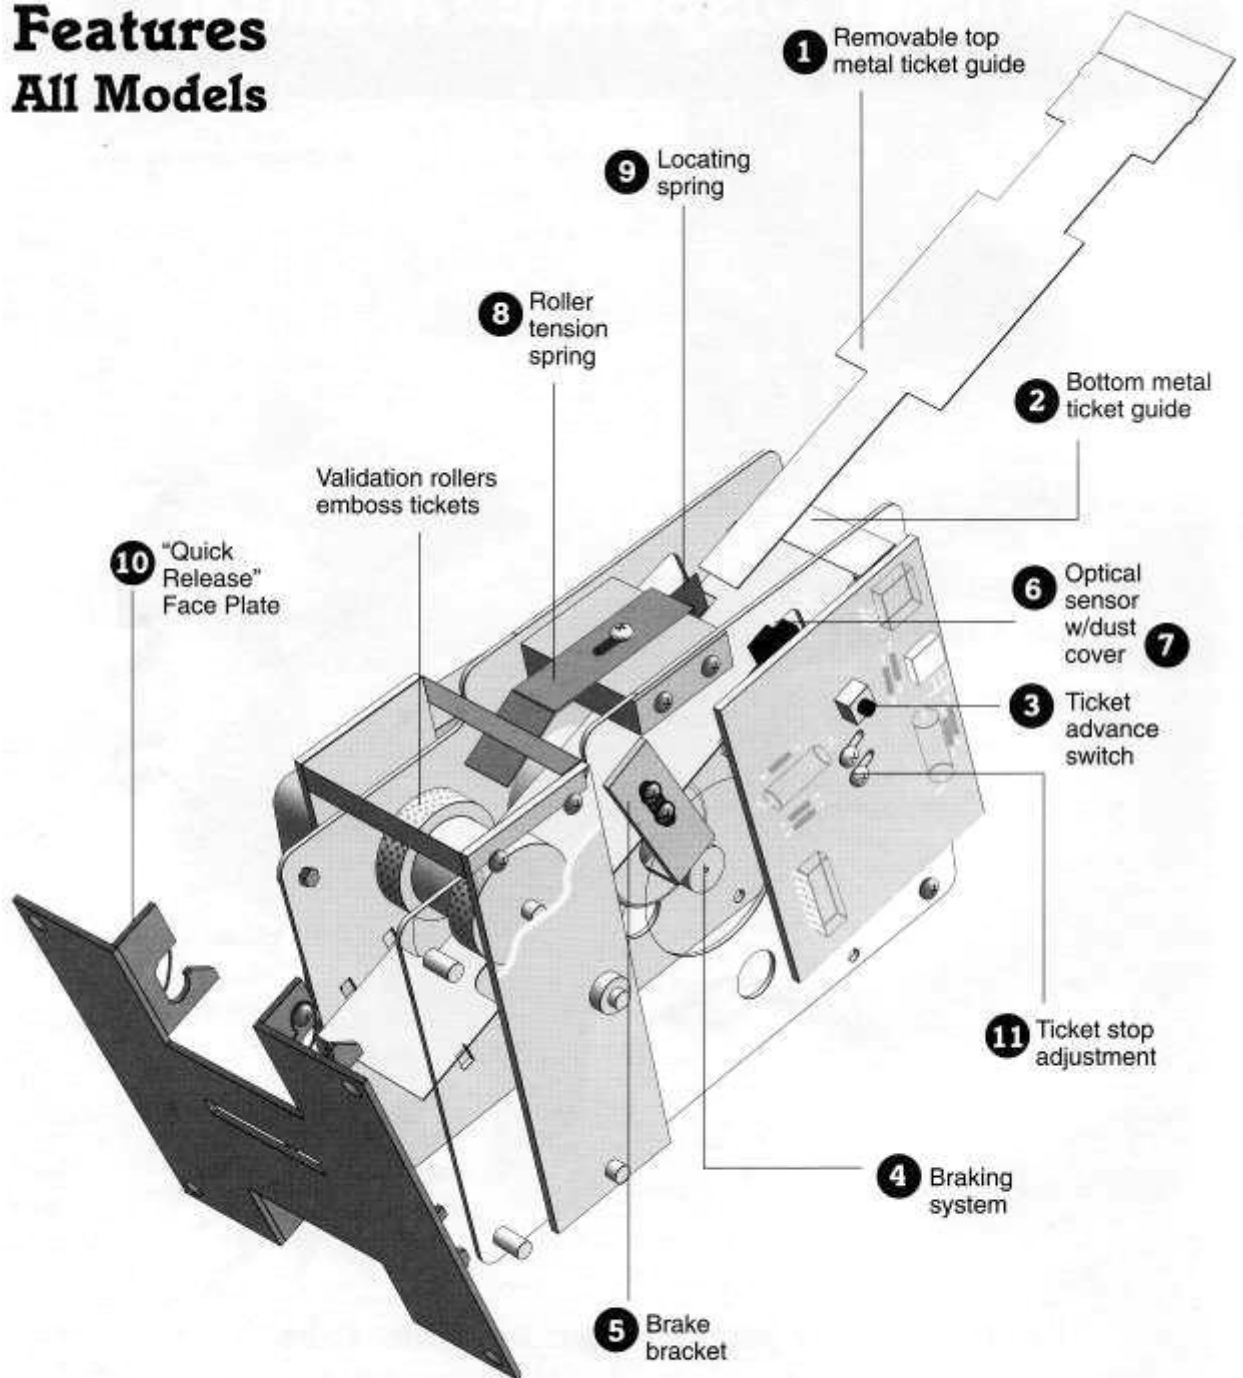 Features
All Models
1 Removable top
metal ticket guide
9 Locating
spring
8 Roller
tension
spring
2 Bottom metal
ticket guide
Validation rollers
emboss tickets
10 “Quick
Release”
Face Plate
6 Optical
sensor
w/dust
cover 7
3 Ticket
advance
switch
11 Ticket stop
adjustment
4 Braking
system
5 Brake
bracket